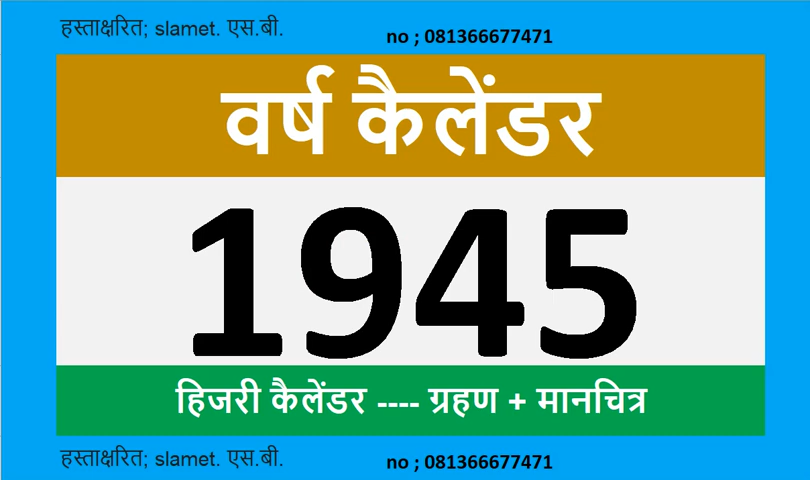 हस्ताक्षरित; slamet. एस.बी.
no ; 081366677471
वर्ष कैलेंडर
1945
हिजरी कैलेंडर ---- ग्रहण + मानचित्र
हस्ताक्षरित; slamet. एस.बी.
no ; 081366677471